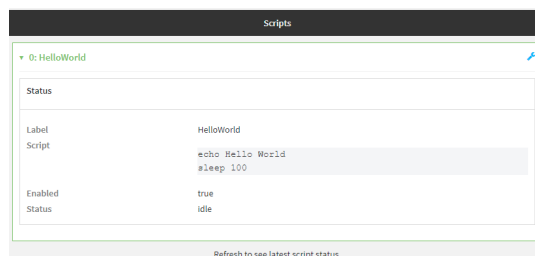 Scripts
0: HelloWorld
Status
Label HelloWorld
Script
echo Hello World
sleep 100
Enabled true
Status idle
Refresh to see latest script status